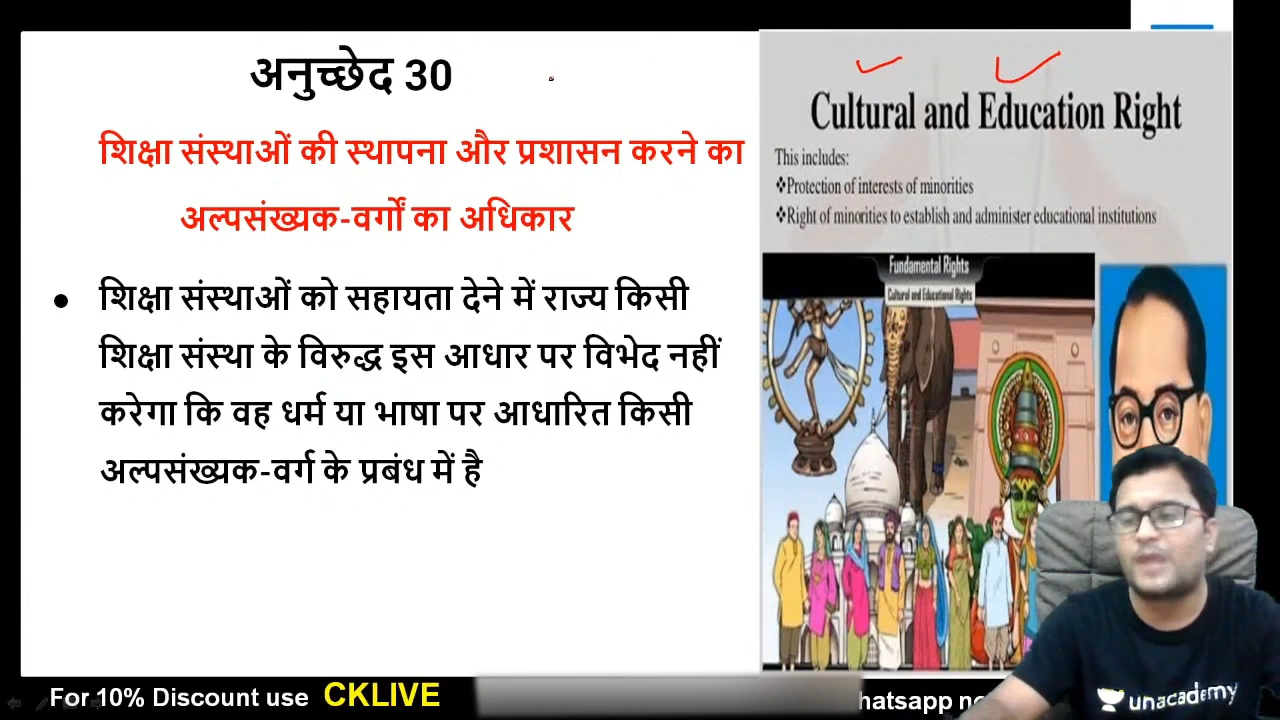 अनुच्छेद 30
शिक्षा संस्थाओं की स्थापना और प्रशासन करने का
अल्पसंख्यक-वर्गों का अधिकार
● शिक्षा संस्थाओं को सहायता देने में राज्य किसी
शिक्षा संस्था के विरुद्ध इस आधार पर विभेद नहीं
करेगा कि वह धर्म या भाषा पर आधारित किसी
अल्पसंख्यक-वर्ग के प्रबंध में है
Cultural and Education Right
This includes:
❖Protection of interests of minorities
❖Right of minorities to establish and administer educational institutions
Fundamental Rights
Cultural and Educational Rights
unacademy
For 10% Discount use CKLIVE
hatsapp no